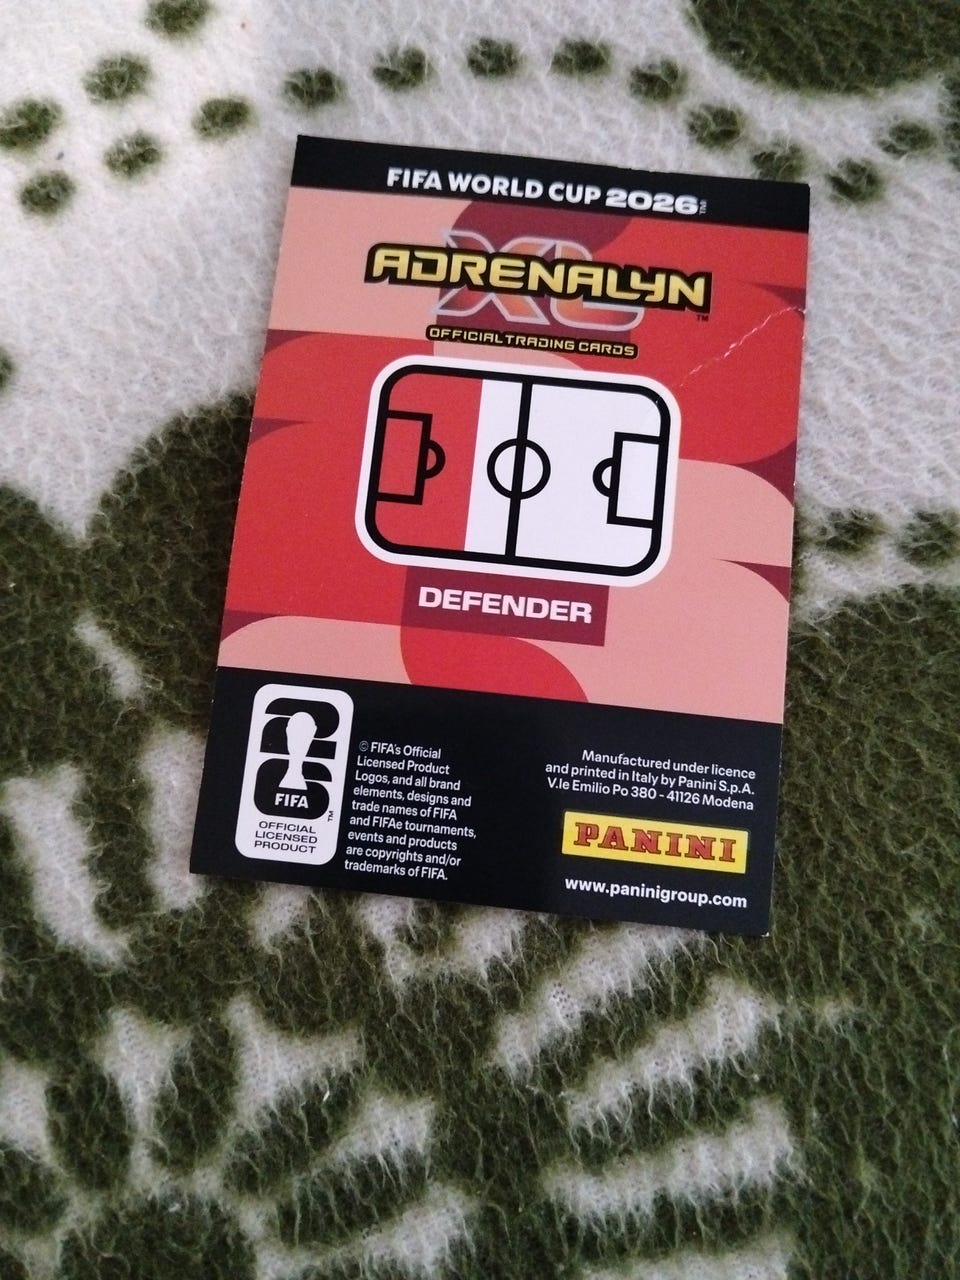 FIFA WORLD CUP 2026™
ADRENALYN
XL™
OFFICIAL TRADING CARDS
DEFENDER
26
FIFA
™
OFFICIAL
LICENSED
PRODUCT
© FIFA's Official
Licensed Product
Logos, and all brand
elements, designs and
trade names of FIFA
and FIFAe tournaments,
events and products
are copyrights and/or
trademarks of FIFA.
Manufactured under licence
and printed in Italy by Panini S.p.A.
V.le Emilio Po 380 - 41126 Modena
PANINI
www.paninigroup.com